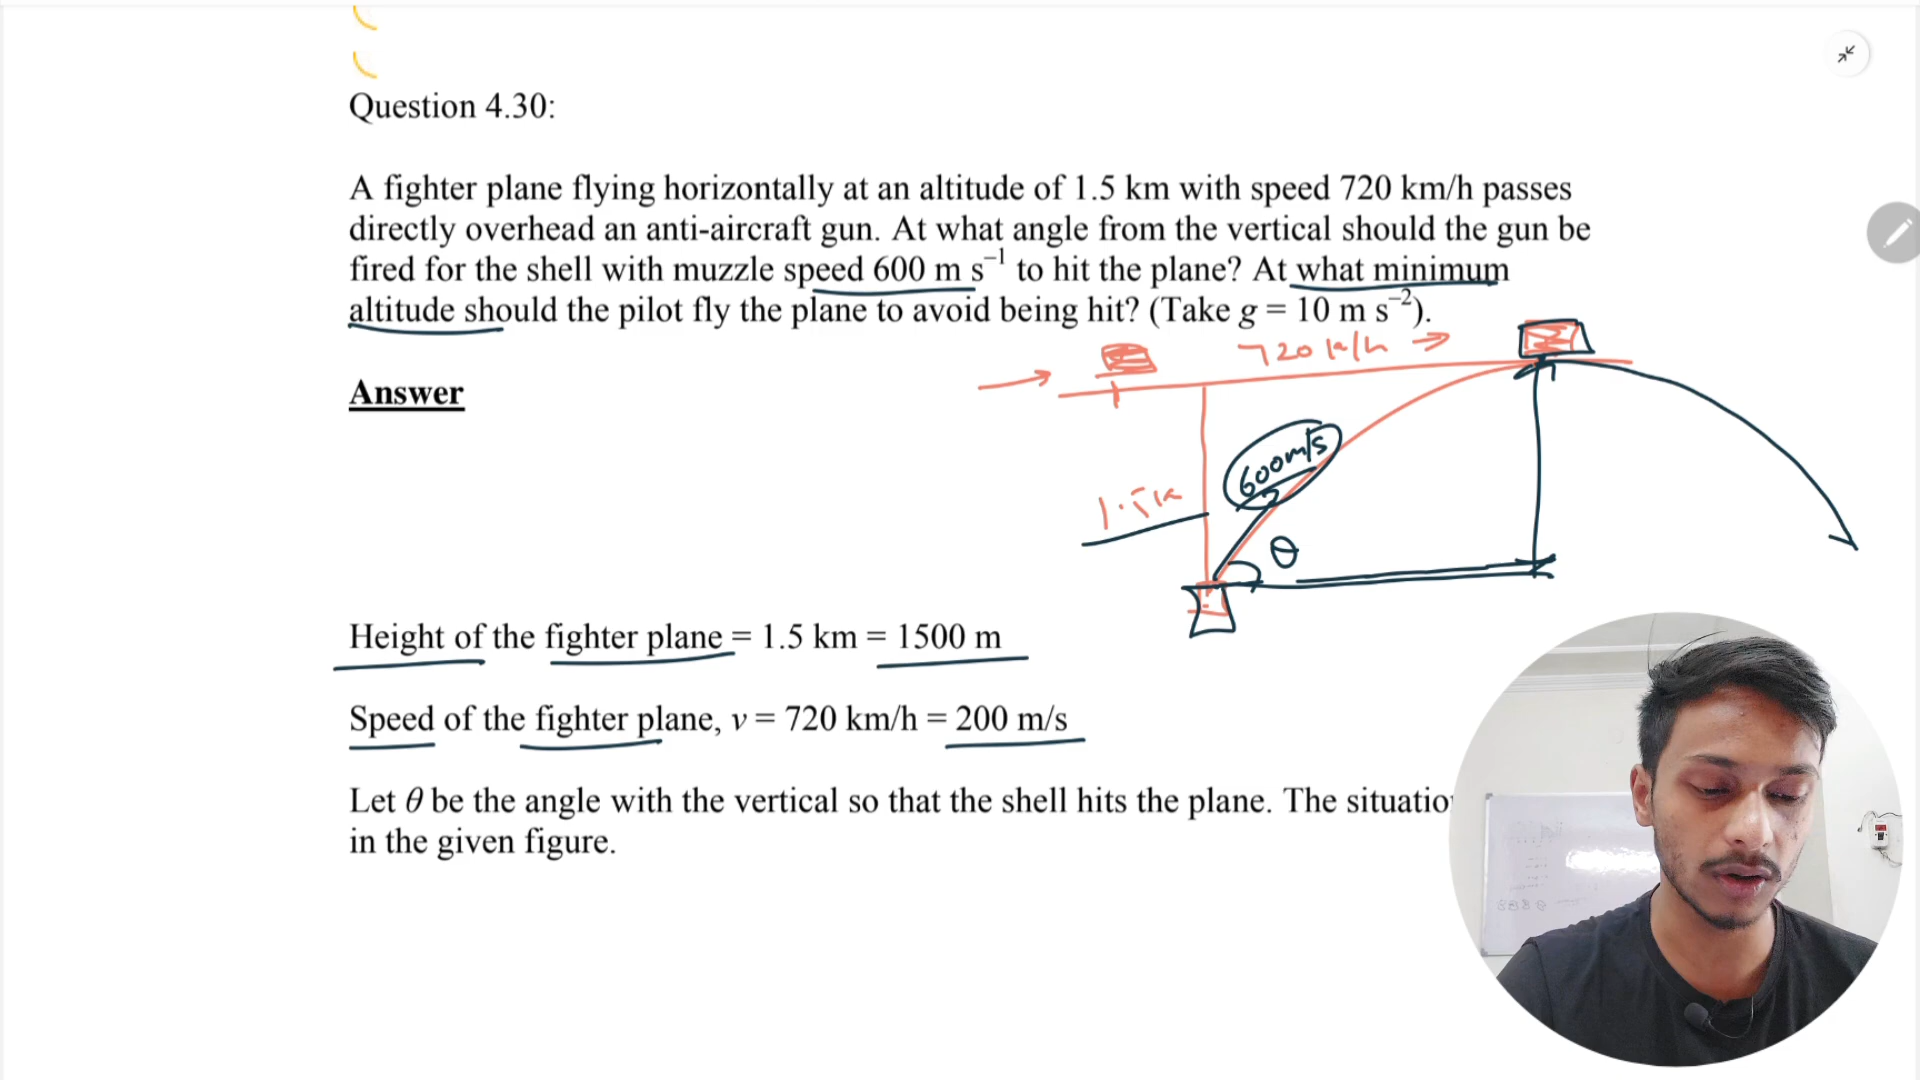 Question 4.30:
A fighter plane flying horizontally at an altitude of 1.5 km with speed 720 km/h passes
directly overhead an anti-aircraft gun. At what angle from the vertical should the gun be
fired for the shell with muzzle speed 600 m s⁻¹ to hit the plane? At what minimum
altitude should the pilot fly the plane to avoid being hit? (Take g = 10 m s⁻²).
720 k/h
Answer
600m/s
1.5k
θ
Height of the fighter plane = 1.5 km = 1500 m
Speed of the fighter plane, v = 720 km/h = 200 m/s
Let θ be the angle with the vertical so that the shell hits the plane. The situatio
in the given figure.